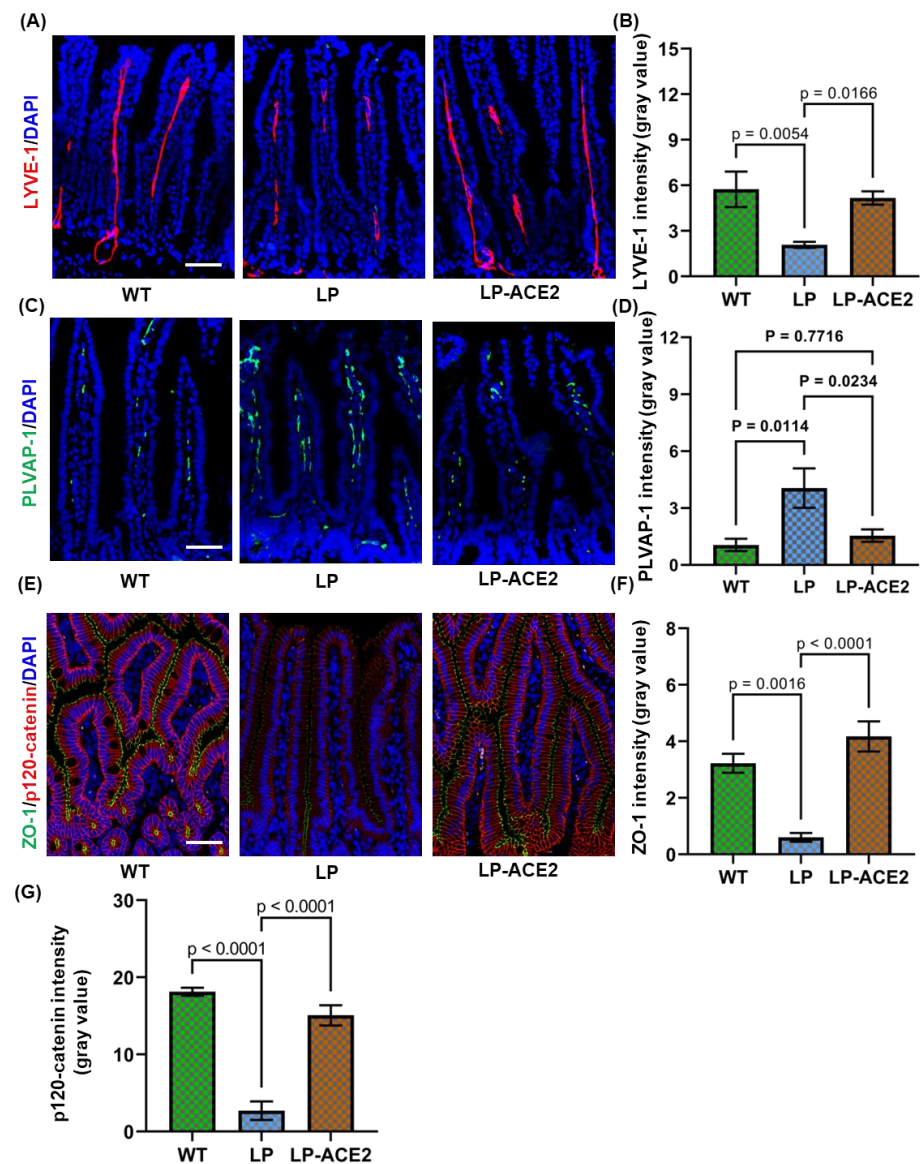 (A)
LYVE-1/DAPI
WT
LP
LP-ACE2
(B)
LYVE-1 intensity (gray value)
15
12
9
6
3
0
p = 0.0054
p = 0.0166
WT
LP
LP-ACE2
(C)
PLVAP-1/DAPI
WT
LP
LP-ACE2
(D)
PLVAP-1 intensity (gray value)
12
9
6
3
0
P = 0.7716
P = 0.0234
P = 0.0114
WT
LP
LP-ACE2
(E)
ZO-1/p120-catenin/DAPI
WT
LP
LP-ACE2
(F)
ZO-1 intensity (gray value)
8
6
4
2
0
p < 0.0001
p = 0.0016
WT
LP
LP-ACE2
(G)
p120-catenin intensity
(gray value)
30
20
10
0
p < 0.0001
p < 0.0001
WT
LP
LP-ACE2